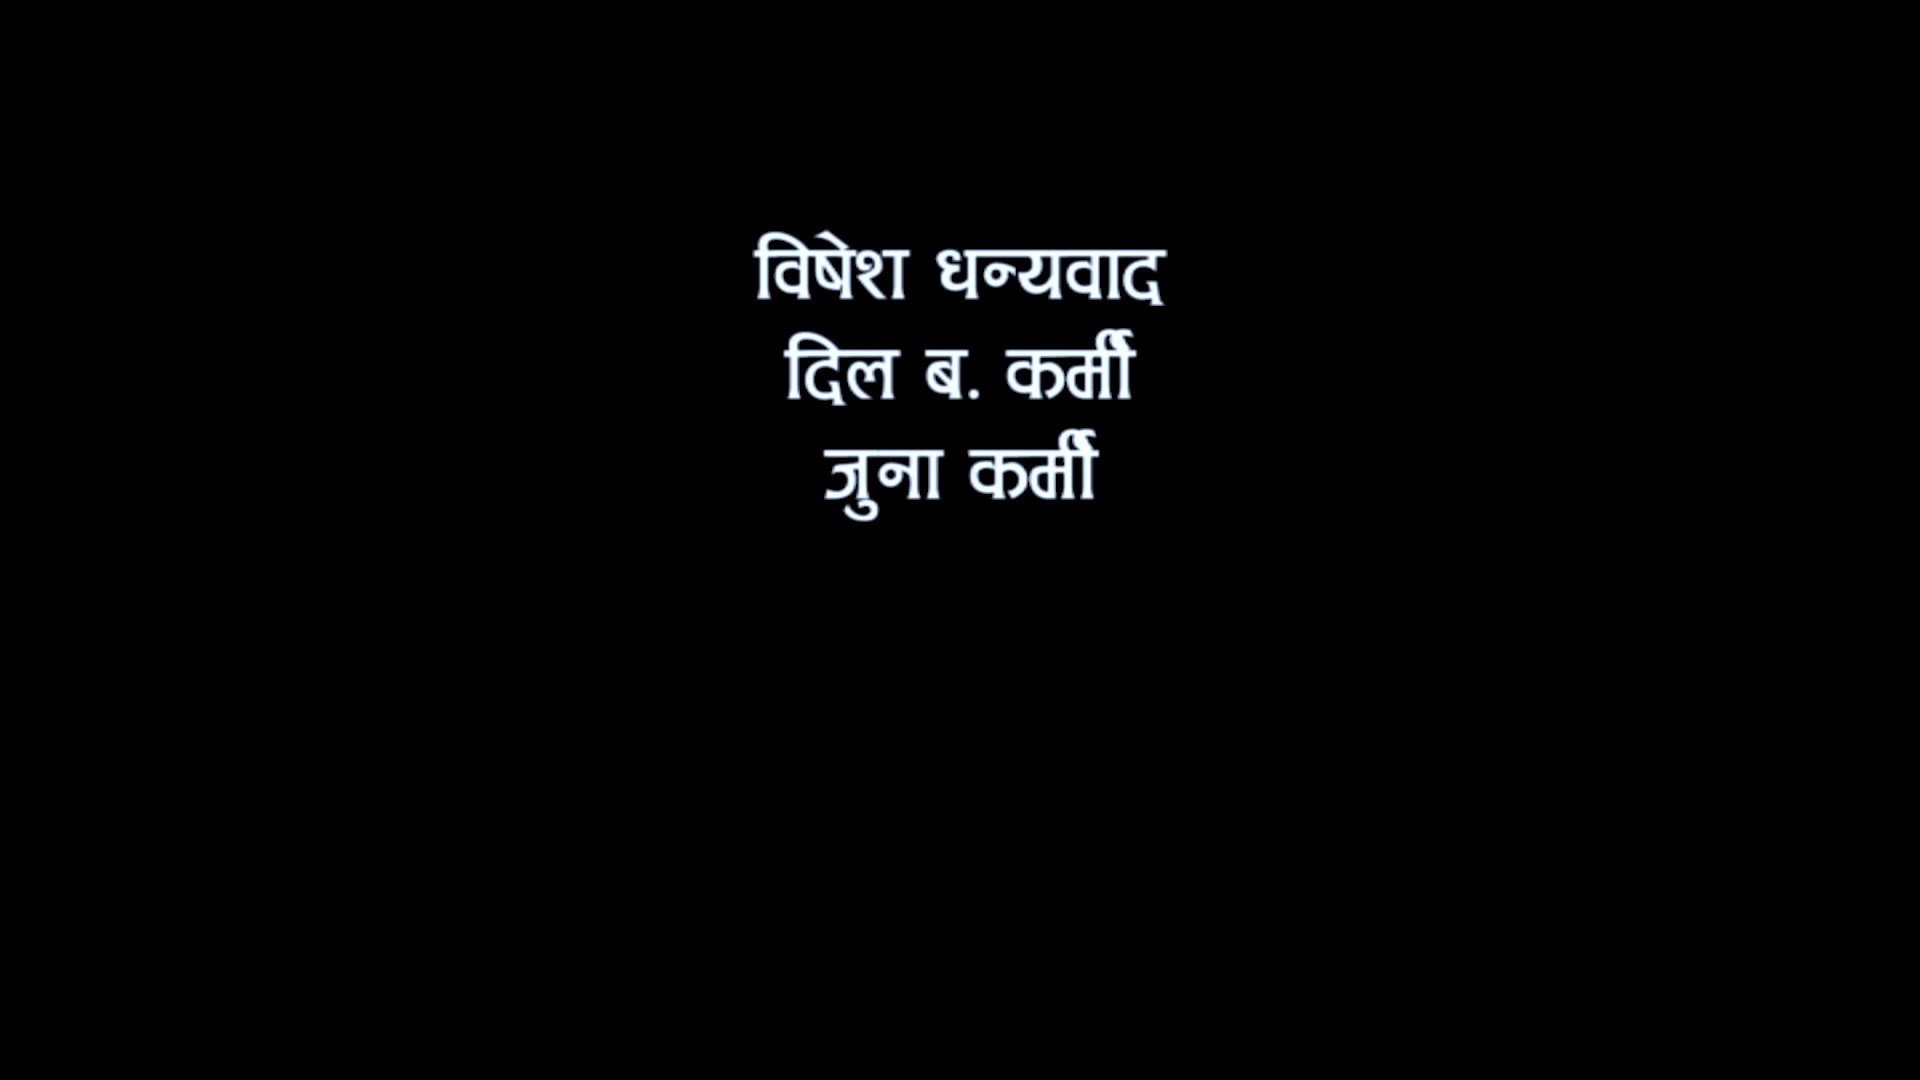 विषेश धन्यवाद
दिल ब. कर्मी
जुना कर्मी